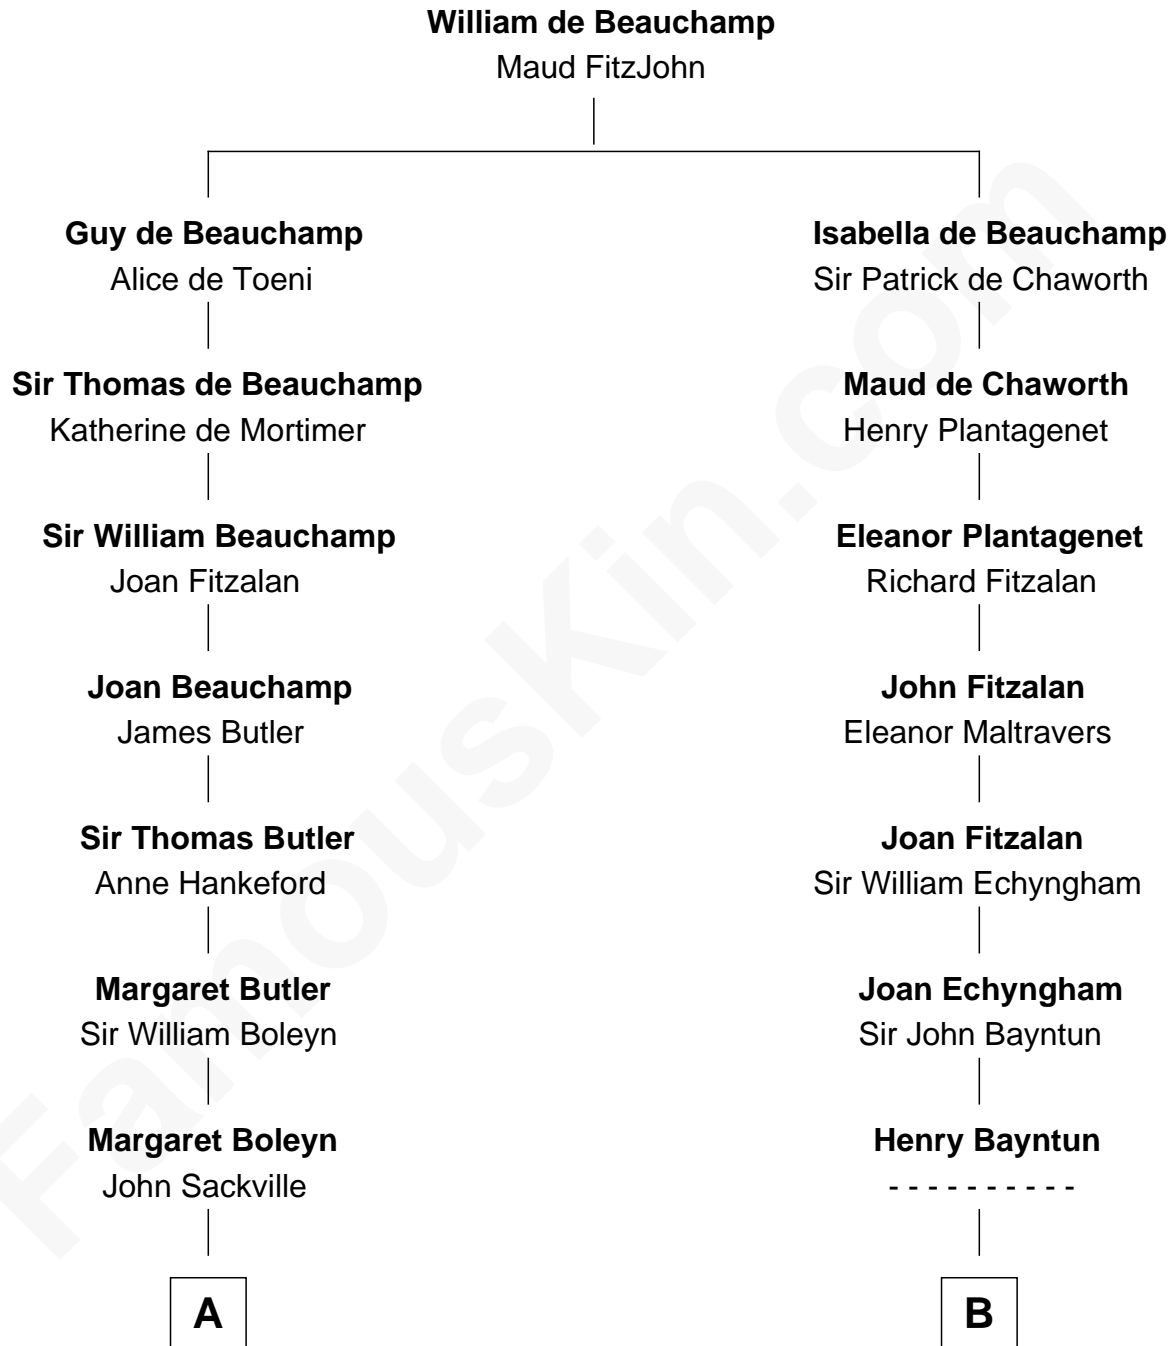 William de Beauchamp
Maud FitzJohn
Guy de Beauchamp
Alice de Toeni
Isabella de Beauchamp
Sir Patrick de Chaworth
Sir Thomas de Beauchamp
Katherine de Mortimer
Maud de Chaworth
Henry Plantagenet
Sir William Beauchamp
Joan Fitzalan
Eleanor Plantagenet
Richard Fitzalan
Joan Beauchamp
James Butler
John Fitzalan
Eleanor Maltravers
Sir Thomas Butler
Anne Hankeford
Joan Fitzalan
Sir William Echyngham
Margaret Butler
Sir William Boleyn
Joan Echyngham
Sir John Bayntun
Margaret Boleyn
John Sackville
Henry Bayntun
- - - - - - - - - -
A
B
FamousKin.com